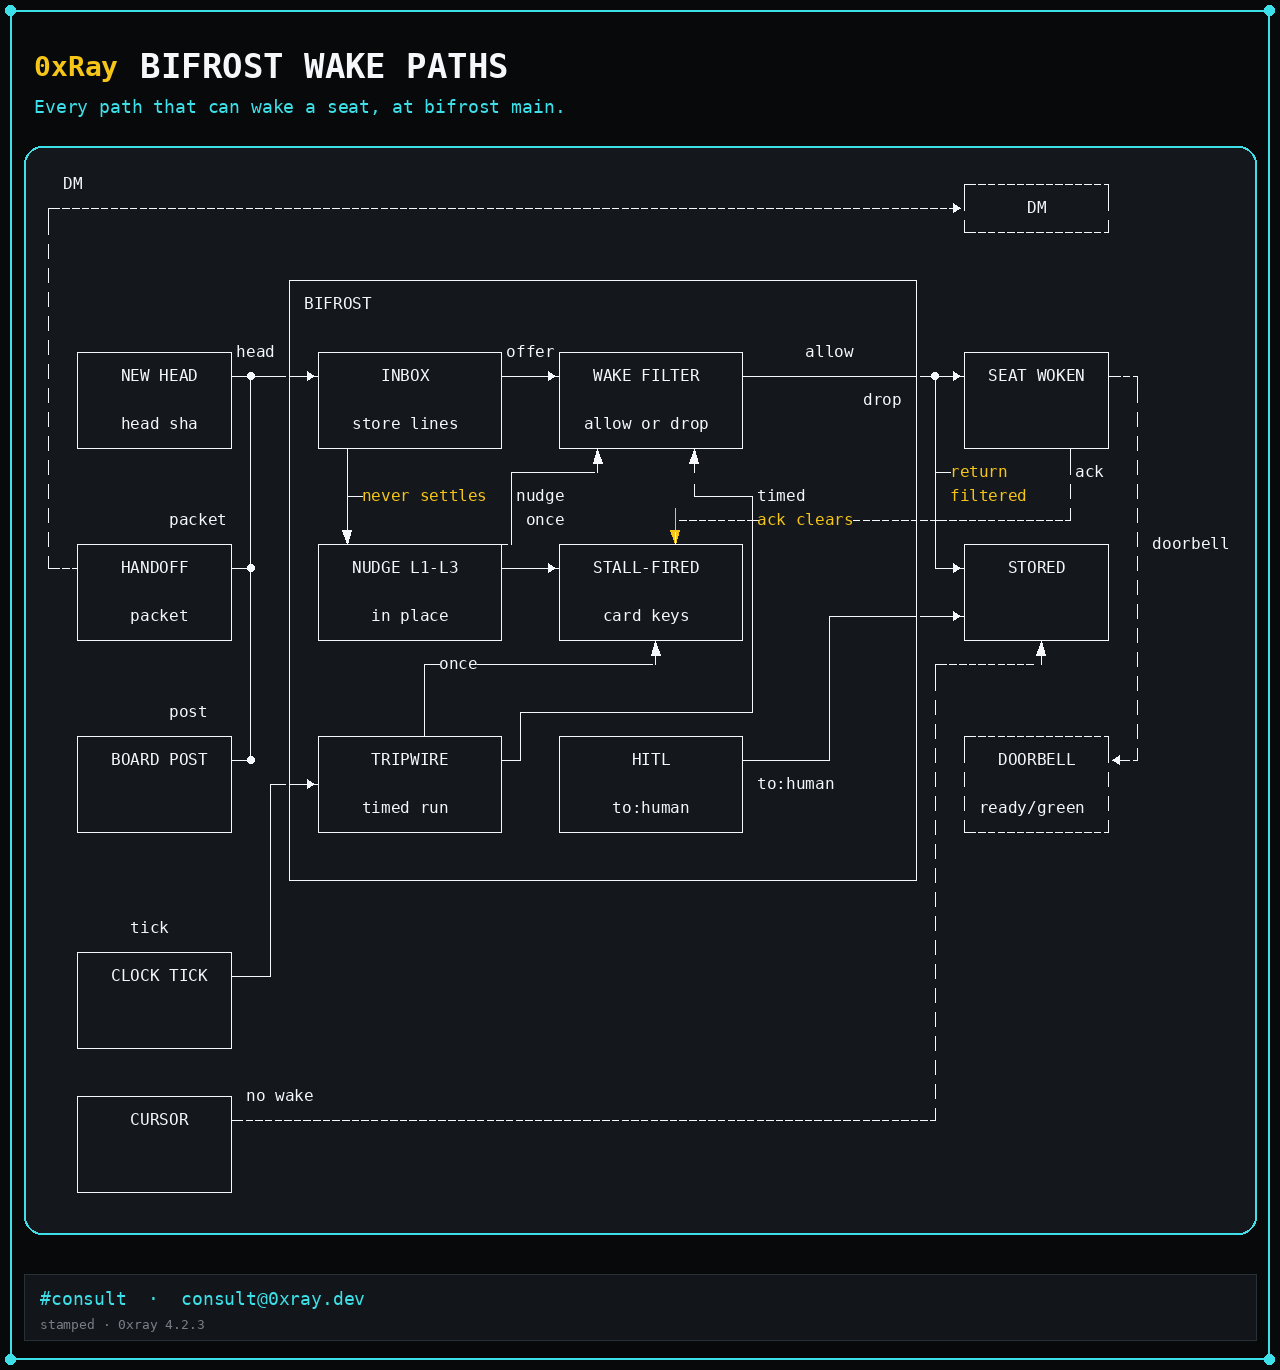 0xRay BIFROST WAKE PATHS
Every path that can wake a seat, at bifrost main.
DM
DM
BIFROST
head
offer
allow
NEW HEAD
INBOX
WAKE FILTER
SEAT WOKEN
drop
head sha
store lines
allow or drop
return
ack
never settles
nudge
timed
filtered
packet
once
ack clears
doorbell
HANDOFF
NUDGE L1-L3
STALL-FIRED
STORED
packet
in place
card keys
once
post
BOARD POST
TRIPWIRE
HITL
DOORBELL
to:human
timed run
to:human
ready/green
tick
CLOCK TICK
no wake
CURSOR
#consult · consult@0xray.dev
stamped · 0xray 4.2.3